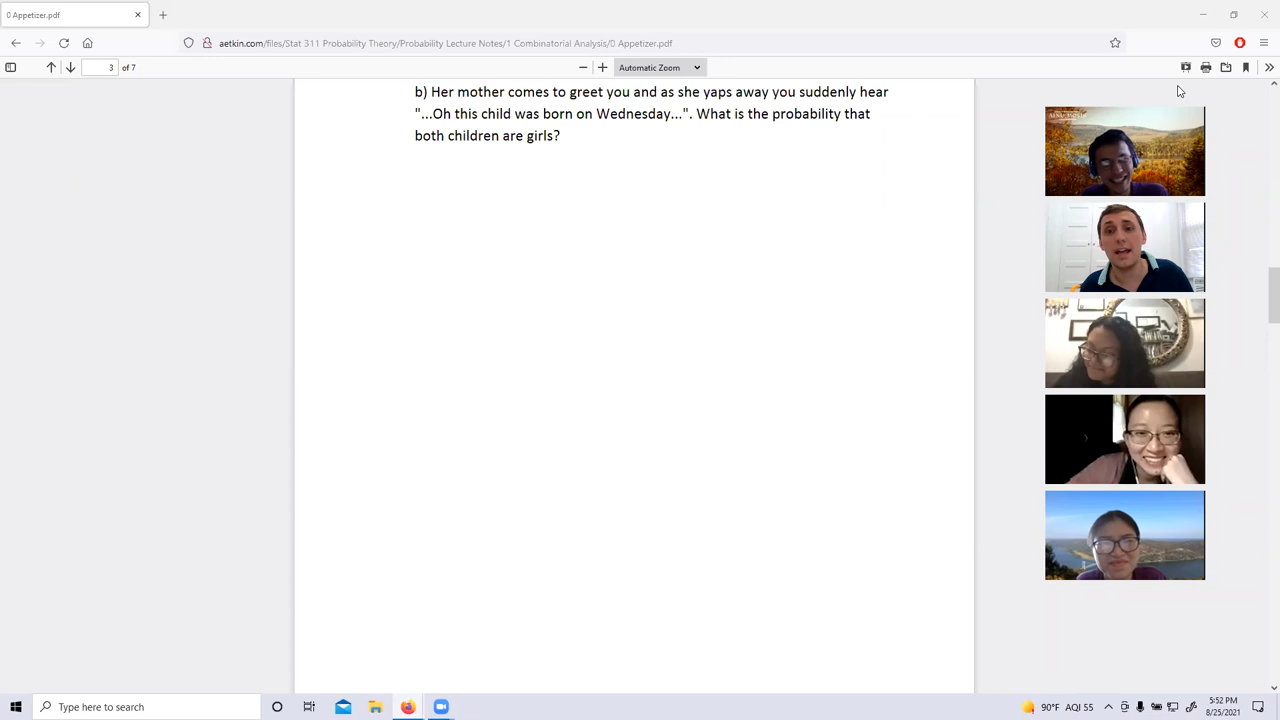 0 Appetizer.pdf
aetkin.com/files/Stat 311 Probability Theory/Probability Lecture Notes/1 Combinatorial Analysis/0 Appetizer.pdf
3 of 7
Automatic Zoom
b) Her mother comes to greet you and as she yaps away you suddenly hear
"...Oh this child was born on Wednesday...". What is the probability that
both children are girls?
Type here to search
90°F AQI 55
5:52 PM
8/25/2021